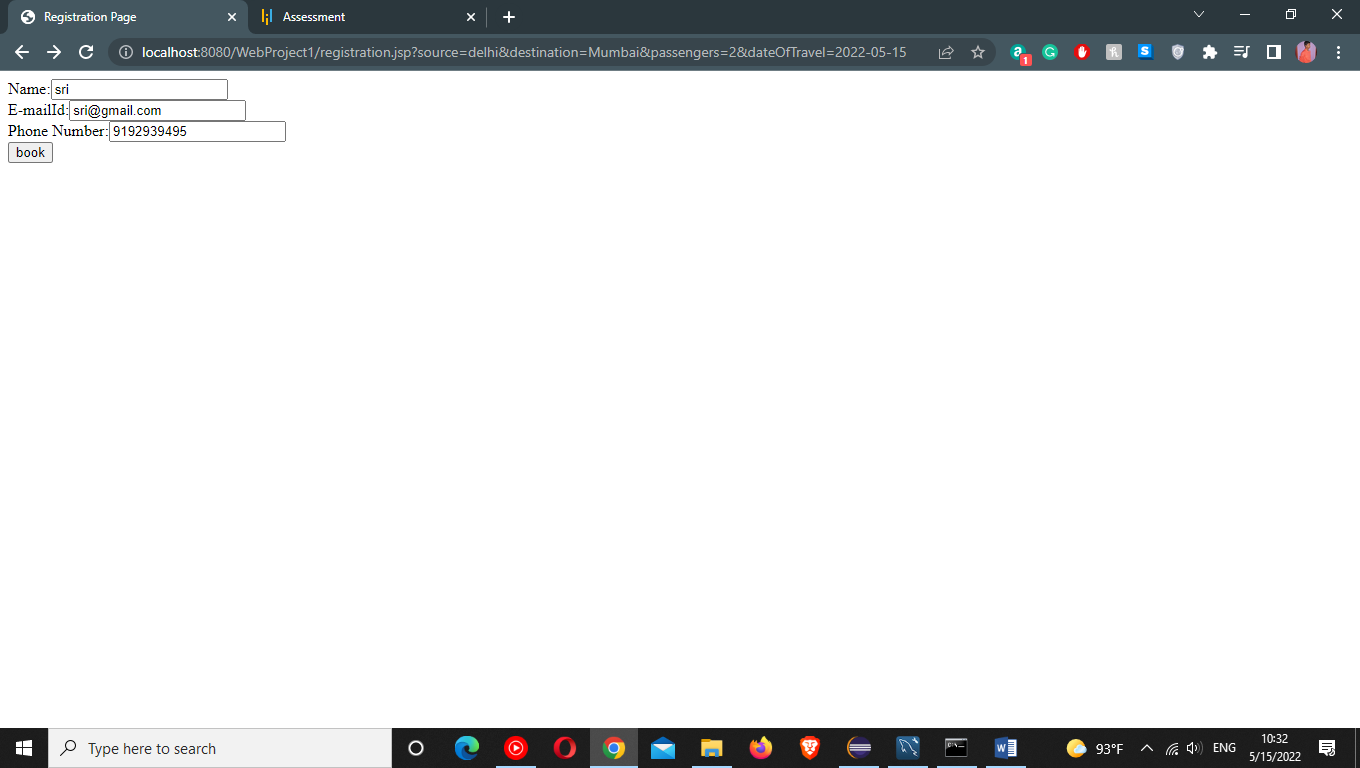 Registration Page
Assessment
localhost:8080/WebProject1/registration.jsp?source=delhi&destination=Mumbai&passengers=2&dateOfTravel=2022-05-15
1
Name: sri
E-mailId: sri@gmail.com
Phone Number: 9192939495
book
Type here to search
93°F
ENG
10:32
5/15/2022